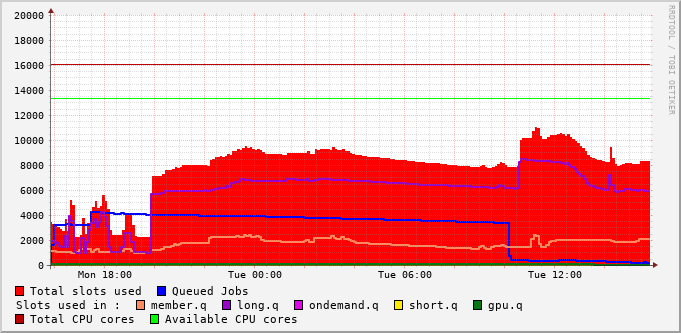 20000
18000
16000
14000
12000
10000
8000
6000
4000
2000
0
Mon 18:00 Tue 00:00 Tue 06:00 Tue 12:00
Total slots used Queued Jobs
Slots used in : member.q long.q ondemand.q short.q gpu.q
Total CPU cores Available CPU cores
RRDTOOL / TOBI OETIKER